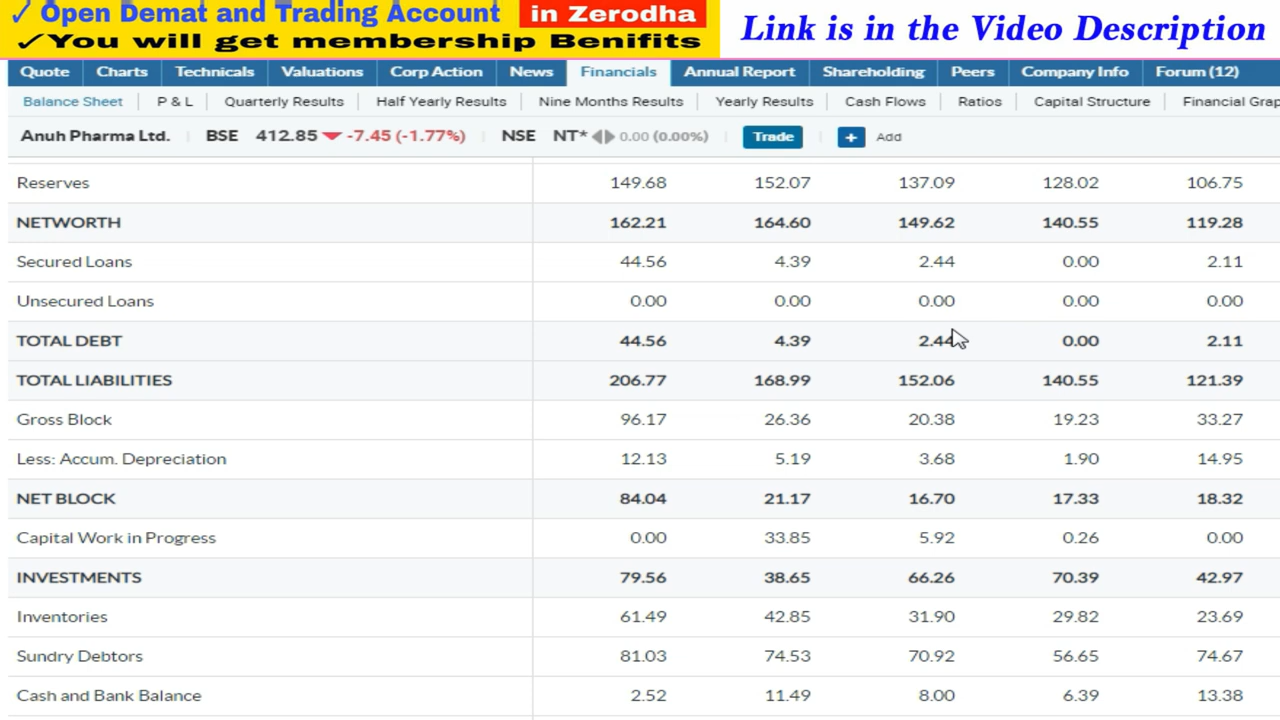 ✓ Open Demat and Trading Account in Zerodha
✓You will get membership Benifits
Link is in the Video Description
Quote Charts Technicals Valuations Corp Action News Financials Annual Report Shareholding Peers Company Info Forum (12)
Balance Sheet P & L Quarterly Results Half Yearly Results Nine Months Results Yearly Results Cash Flows Ratios Capital Structure Financial Grap
Anuh Pharma Ltd. BSE 412.85 -7.45 (-1.77%) NSE NT* 0.00 (0.00%) Trade + Add
Reserves 149.68 152.07 137.09 128.02 106.75
NETWORTH 162.21 164.60 149.62 140.55 119.28
Secured Loans 44.56 4.39 2.44 0.00 2.11
Unsecured Loans 0.00 0.00 0.00 0.00 0.00
TOTAL DEBT 44.56 4.39 2.44 0.00 2.11
TOTAL LIABILITIES 206.77 168.99 152.06 140.55 121.39
Gross Block 96.17 26.36 20.38 19.23 33.27
Less: Accum. Depreciation 12.13 5.19 3.68 1.90 14.95
NET BLOCK 84.04 21.17 16.70 17.33 18.32
Capital Work in Progress 0.00 33.85 5.92 0.26 0.00
INVESTMENTS 79.56 38.65 66.26 70.39 42.97
Inventories 61.49 42.85 31.90 29.82 23.69
Sundry Debtors 81.03 74.53 70.92 56.65 74.67
Cash and Bank Balance 2.52 11.49 8.00 6.39 13.38